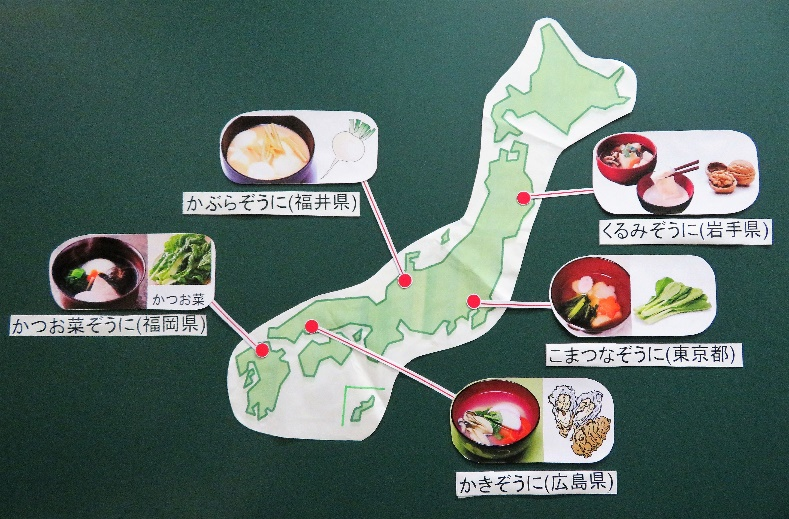 かぶらぞうに(福井県)
くるみぞうに(岩手県)
かつお菜
かつお菜ぞうに(福岡県)
こまつなぞうに(東京都)
かきぞうに(広島県)